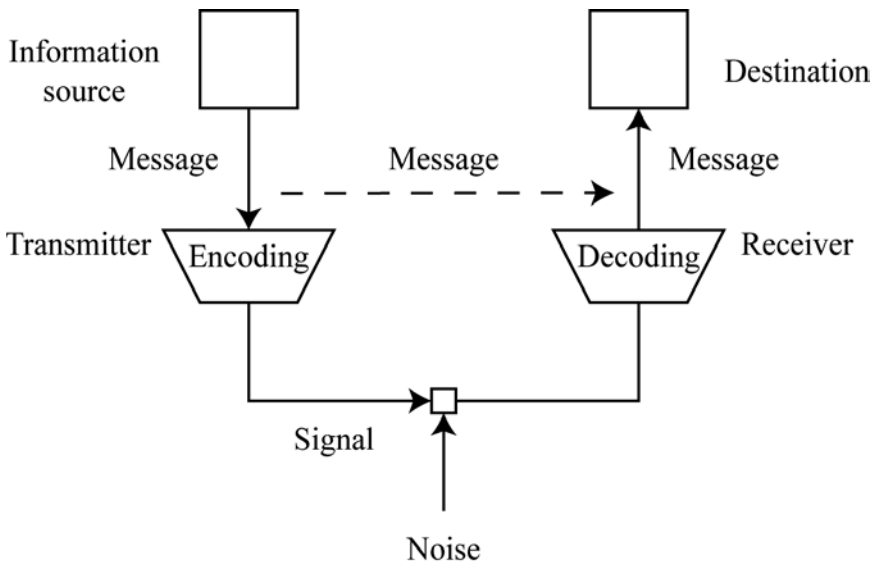 Information
source
Destination
Message
Message
Message
Transmitter
Encoding
Decoding
Receiver
Signal
Noise